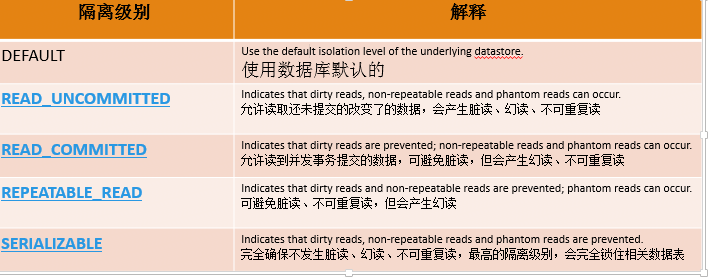 隔离级别
解释
DEFAULT
Use the default isolation level of the underlying datastore.
使用数据库默认的
READ_UNCOMMITTED
Indicates that dirty reads, non-repeatable reads and phantom reads can occur.
允许读取还未提交的改变了的数据，会产生脏读、幻读、不可重复读
READ_COMMITTED
Indicates that dirty reads are prevented; non-repeatable reads and phantom reads can occur.
允许读到并发事务提交的数据，可避免脏读，但会产生幻读、不可重复读
REPEATABLE_READ
Indicates that dirty reads and non-repeatable reads are prevented; phantom reads can occur.
可避免脏读、不可重复读，但会产生幻读
SERIALIZABLE
Indicates that dirty reads, non-repeatable reads and phantom reads are prevented.
完全确保不发生脏读、幻读、不可重复读，最高的隔离级别，会完全锁住相关数据表